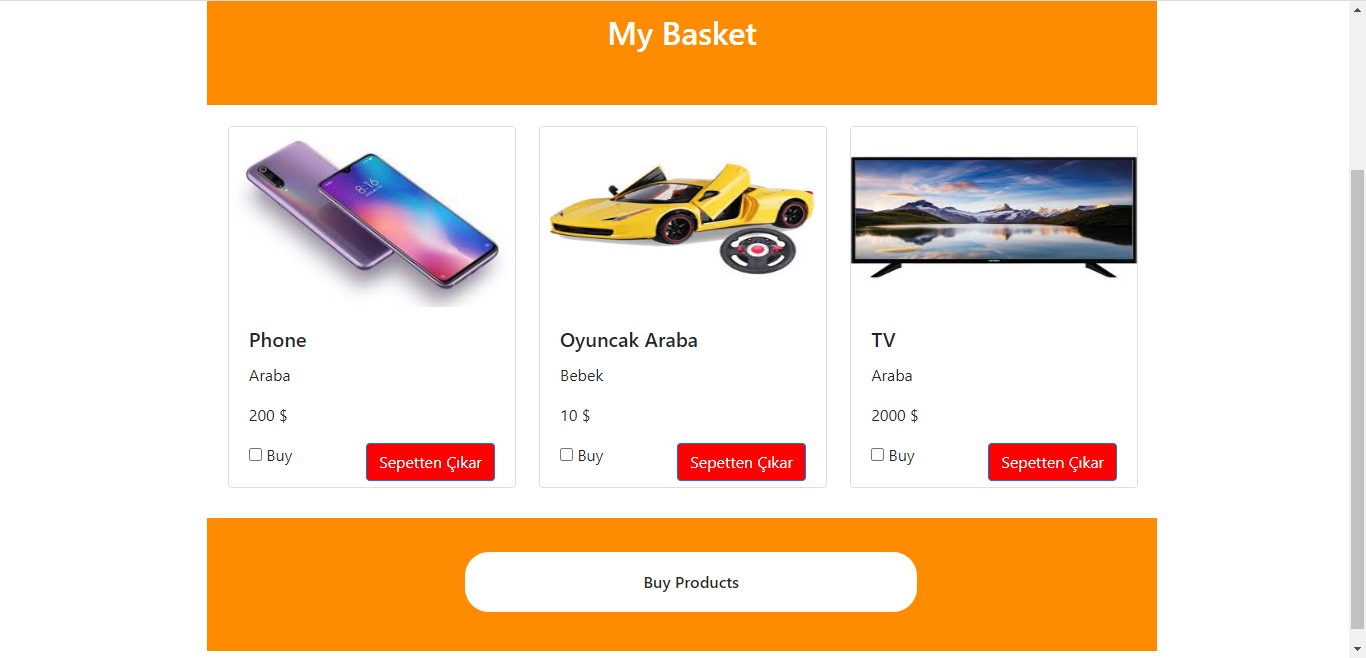 My Basket
8:16
Phone
Araba
200 $
Buy
Sepetten Çıkar
Oyuncak Araba
Bebek
10 $
Buy
Sepetten Çıkar
TV
Araba
2000 $
Buy
Sepetten Çıkar
Buy Products